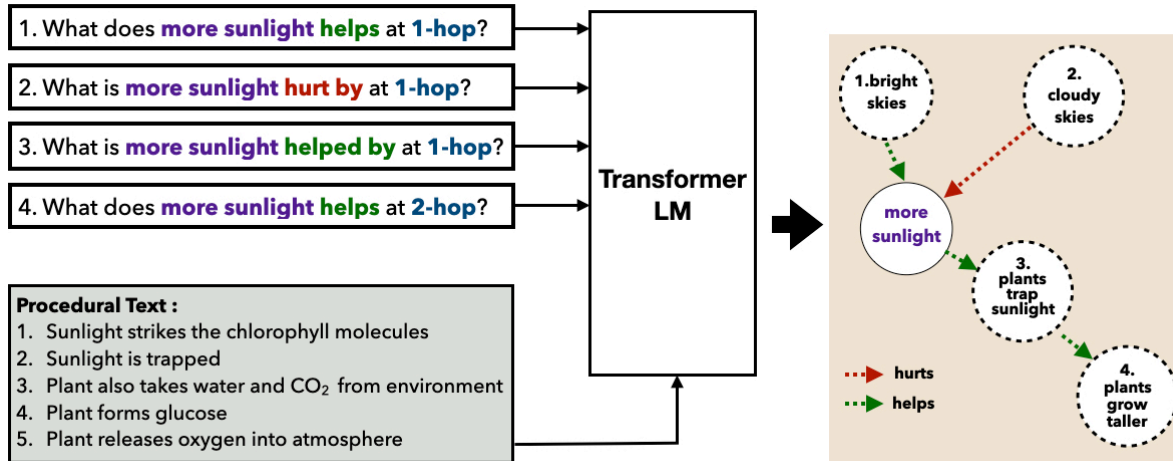 1. What does more sunlight helps at 1-hop?
2. What is more sunlight hurt by at 1-hop?
3. What is more sunlight helped by at 1-hop?
4. What does more sunlight helps at 2-hop?
Procedural Text :
1. Sunlight strikes the chlorophyll molecules
2. Sunlight is trapped
3. Plant also takes water and CO₂ from environment
4. Plant forms glucose
5. Plant releases oxygen into atmosphere
Transformer
LM
1.bright
skies
2.
cloudy
skies
more
sunlight
3.
plants
trap
sunlight
4.
plants
grow
taller
hurts
helps